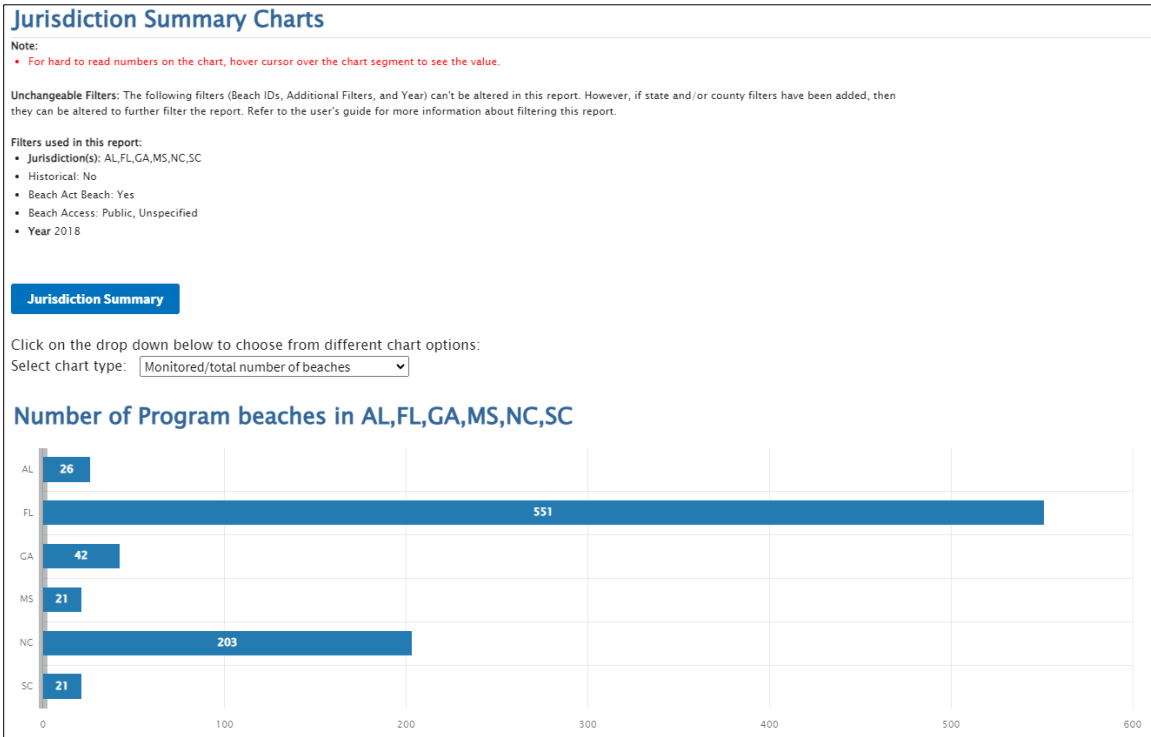 Jurisdiction Summary Charts
Note:
• For hard to read numbers on the chart, hover cursor over the chart segment to see the value.
Unchangeable Filters: The following filters (Beach IDs, Additional Filters, and Year) can't be altered in this report. However, if state and/or county filters have been added, then
they can be altered to further filter the report. Refer to the user's guide for more information about filtering this report.
Filters used in this report:
• Jurisdiction(s): AL,FL,GA,MS,NC,SC
• Historical: No
• Beach Act Beach: Yes
• Beach Access: Public, Unspecified
• Year 2018
Jurisdiction Summary
Click on the drop down below to choose from different chart options:
Select chart type: Monitored/total number of beaches
Number of Program beaches in AL,FL,GA,MS,NC,SC
AL 26
FL 551
GA 42
MS 21
NC 203
SC 21
0 100 200 300 400 500 600